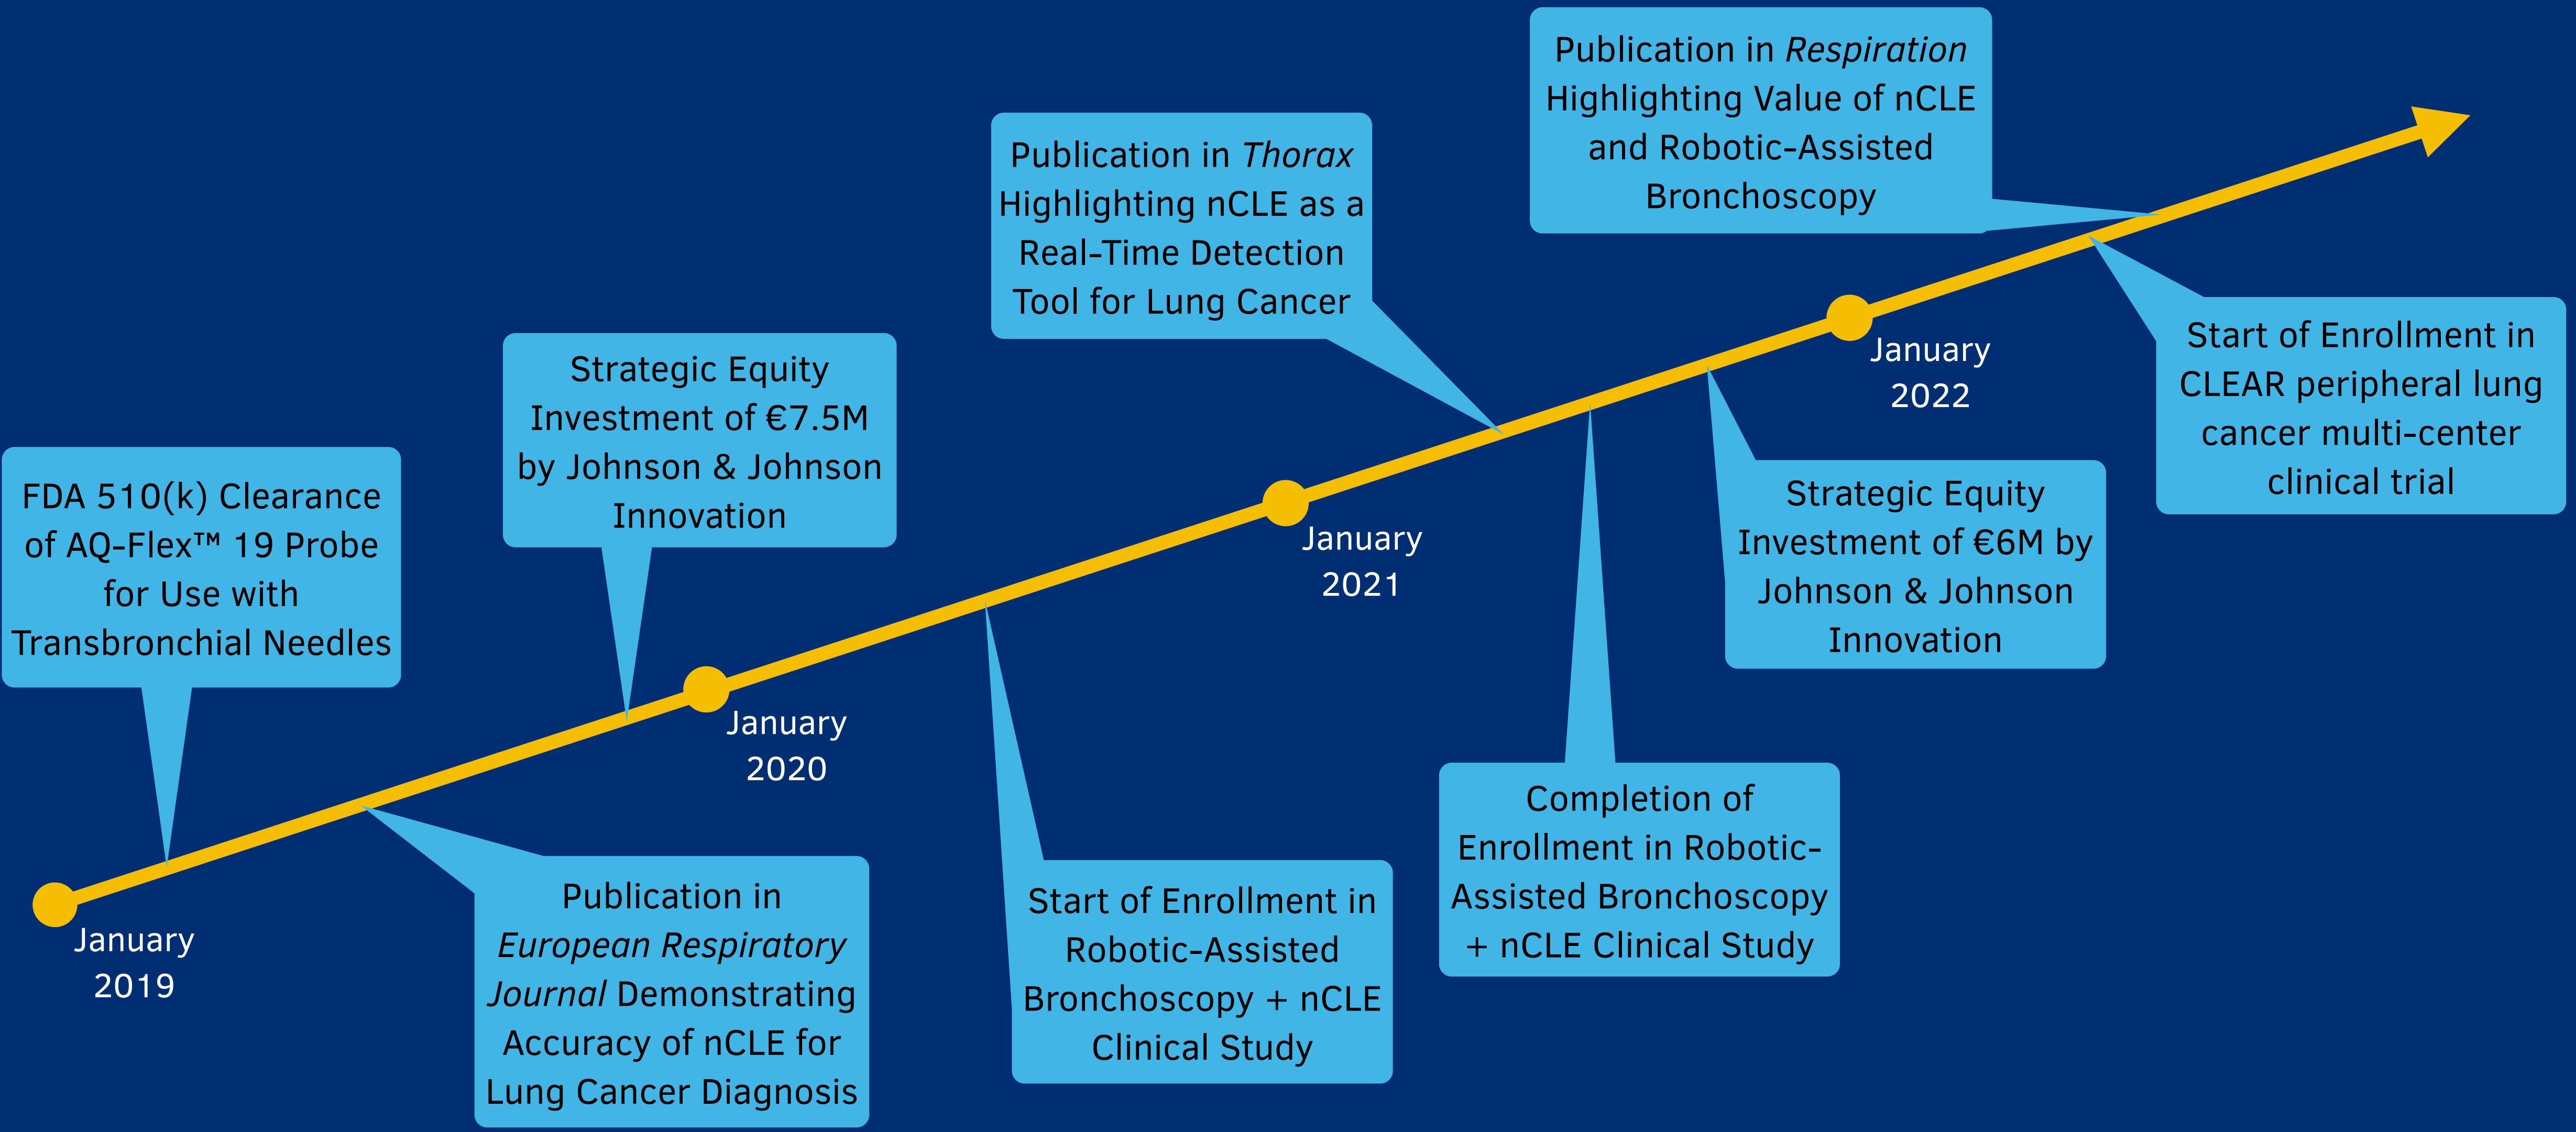 FDA 510(k) Clearance
of AQ-Flex™ 19 Probe
for Use with
Transbronchial Needles
January
2019
Publication in
European Respiratory
Journal Demonstrating
Accuracy of nCLE for
Lung Cancer Diagnosis
Strategic Equity
Investment of €7.5M
by Johnson & Johnson
Innovation
January
2020
Start of Enrollment in
Robotic-Assisted
Bronchoscopy + nCLE
Clinical Study
January
2021
Publication in Thorax
Highlighting nCLE as a
Real-Time Detection
Tool for Lung Cancer
Completion of
Enrollment in Robotic-
Assisted Bronchoscopy
+ nCLE Clinical Study
Strategic Equity
Investment of €6M by
Johnson & Johnson
Innovation
January
2022
Start of Enrollment in
CLEAR peripheral lung
cancer multi-center
clinical trial
Publication in Respiration
Highlighting Value of nCLE
and Robotic-Assisted
Bronchoscopy